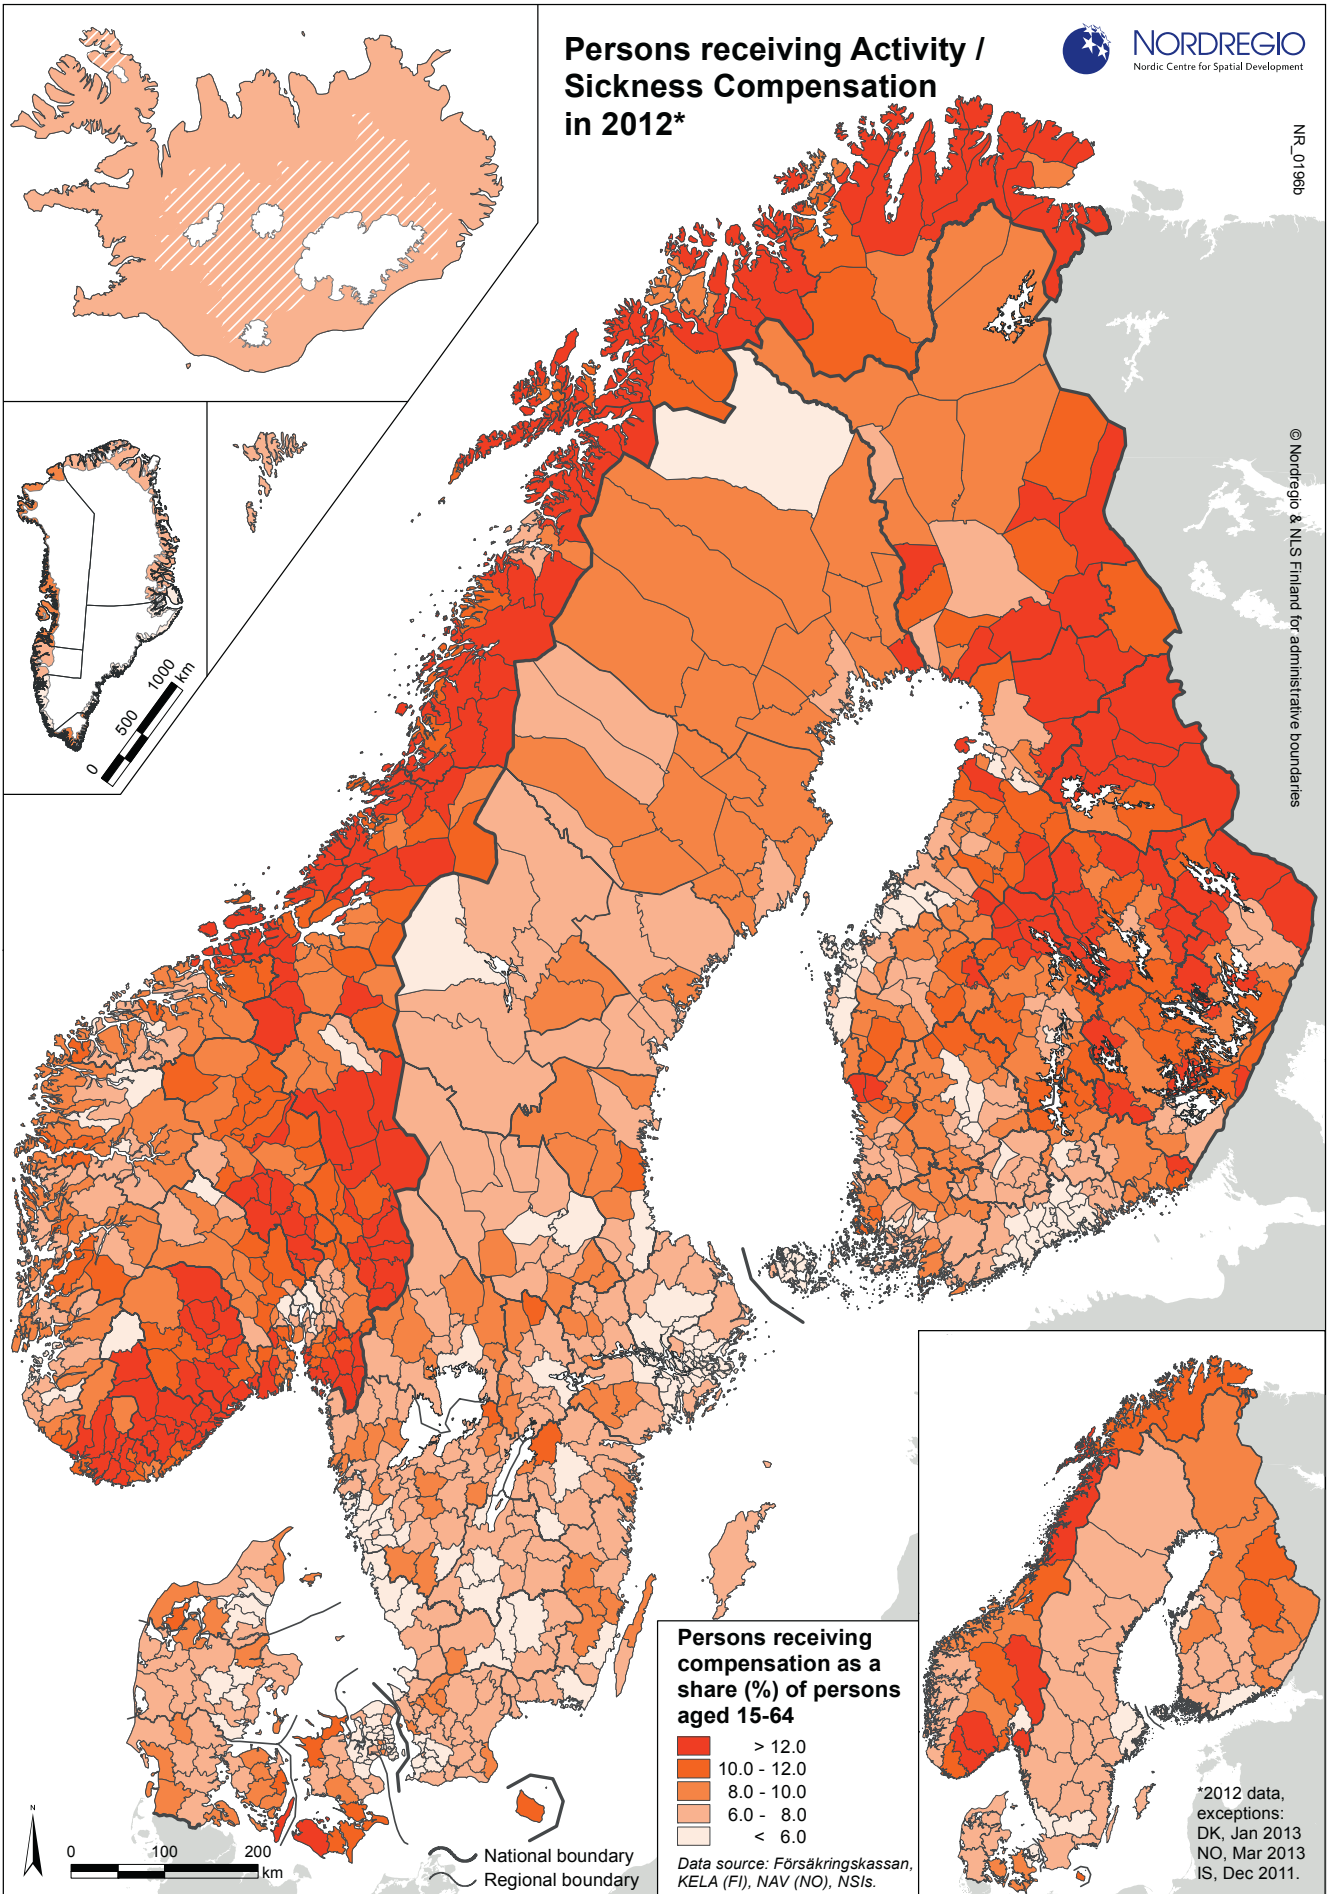 Persons receiving Activity /
Sickness Compensation
in 2012*
NORDREGIO
Nordic Centre for Spatial Development
NR_0196b
© Nordregio & NLS Finland for administrative boundaries
0 500 1000
km
Persons receiving
compensation as a
share (%) of persons
aged 15-64
> 12.0
10.0 - 12.0
8.0 - 10.0
6.0 - 8.0
< 6.0
Data source: Försäkringskassan,
KELA (FI), NAV (NO), NSIs.
*2012 data,
exceptions:
DK, Jan 2013
NO, Mar 2013
IS, Dec 2011.
N
0 100 200
km
National boundary
Regional boundary